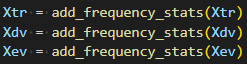 Xtr = add_frequency_stats(Xtr)
Xdv = add_frequency_stats(Xdv)
Xev = add_frequency_stats(Xev)